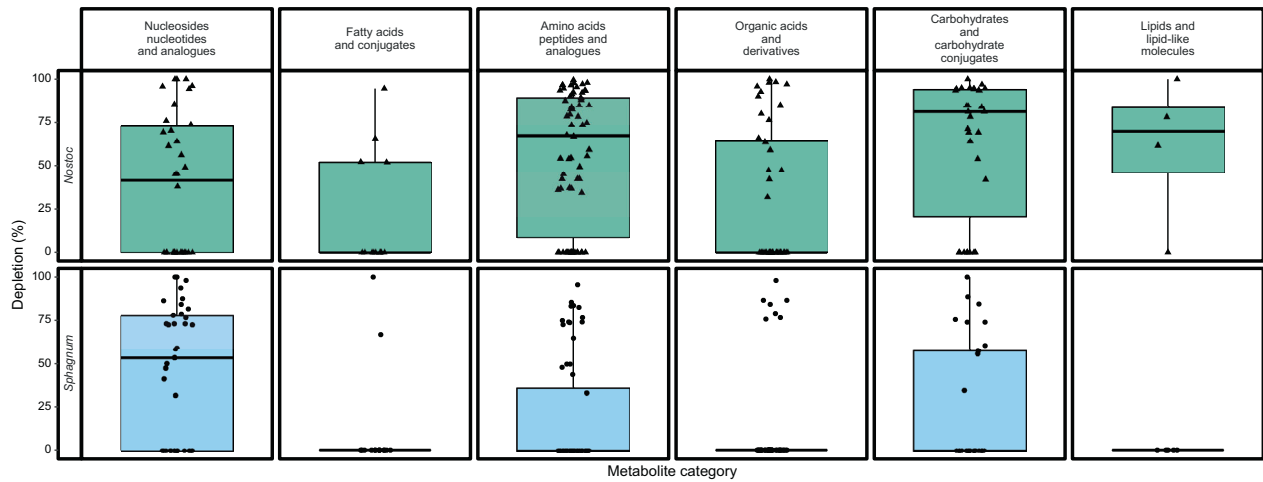 Nucleosides
nucleotides
and analogues
Fatty acids
and conjugates
Amino acids
peptides and
analogues
Organic acids
and
derivatives
Carbohydrates
and
carbohydrate
conjugates
Lipids and
lipid-like
molecules
Depletion (%)
Nostoc
100
75
50
25
0
Sphagnum
100
75
50
25
0
Metabolite category